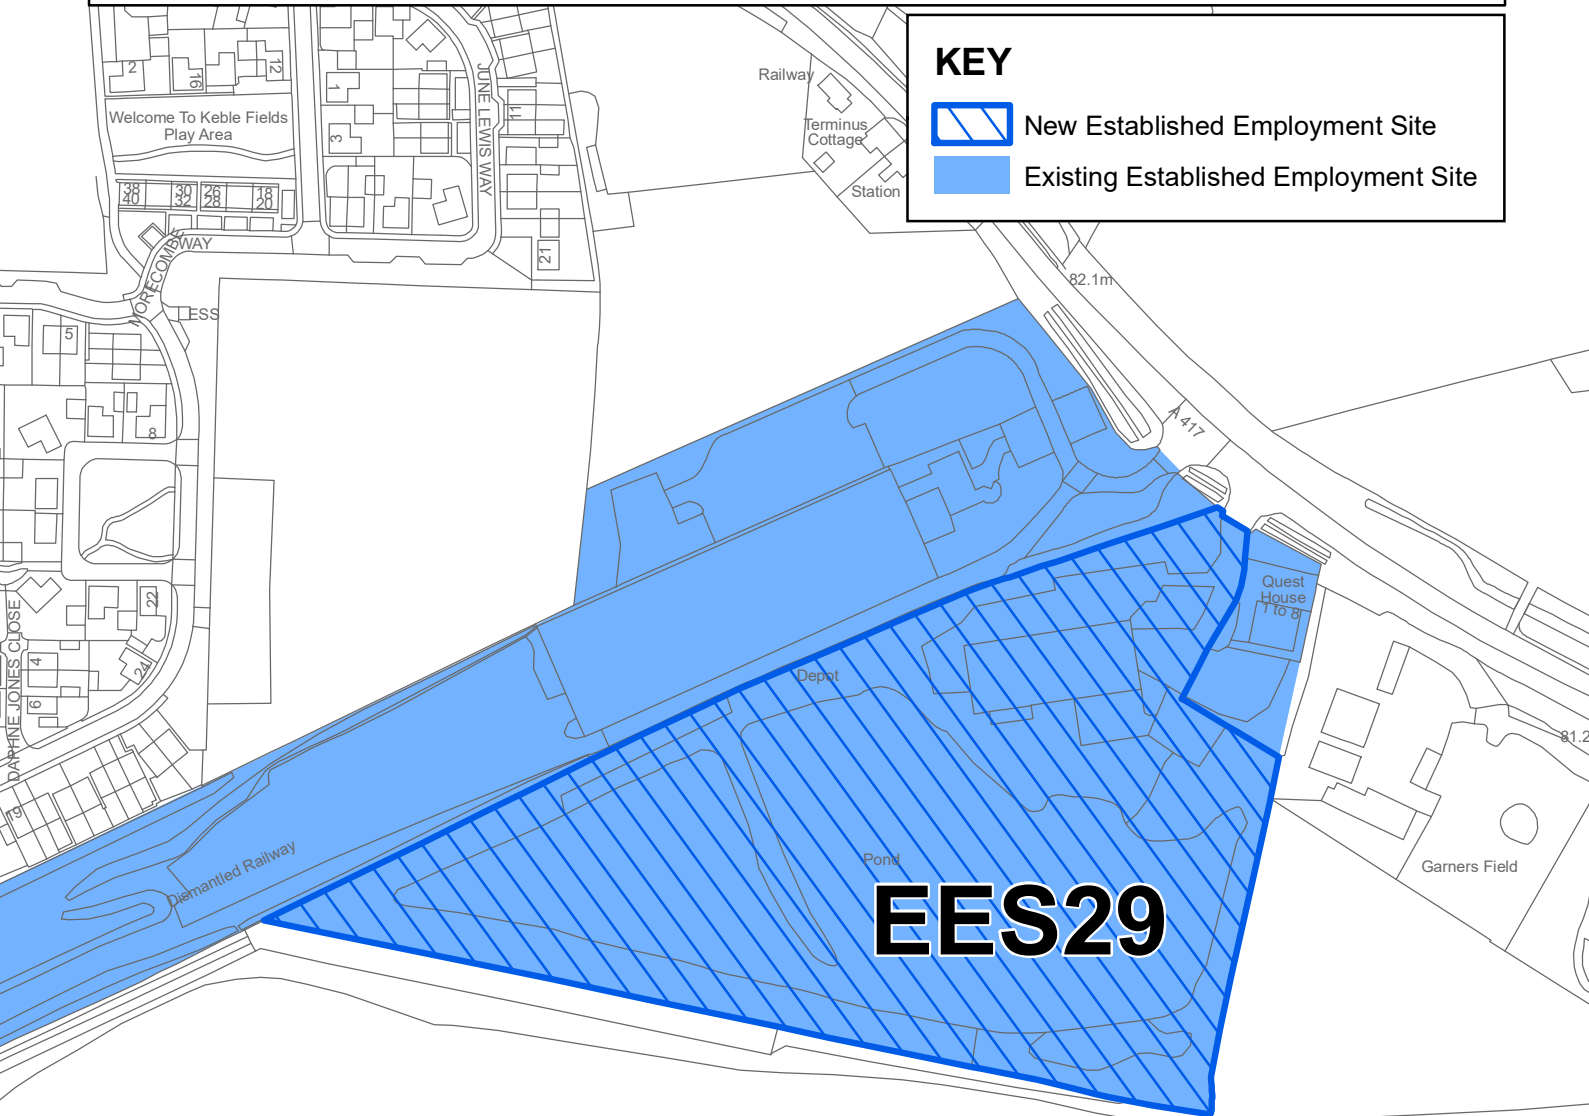 KEY
New Established Employment Site
Existing Established Employment Site
2
16
12
1
3
11
JUNE LEWIS WAY
Welcome To Keble Fields
Play Area
38
40
30
32
26
28
18
20
21
MORECOMBE
WAY
ESS
5
8
22
24
4
6
19
DAPHNE JONES CLOSE
Railway
Terminus
Cottage
Station
82.1m
A 417
Quest
House
1 to 8
Depot
Pond
Dismantled Railway
EES29
Garners Field
81.2